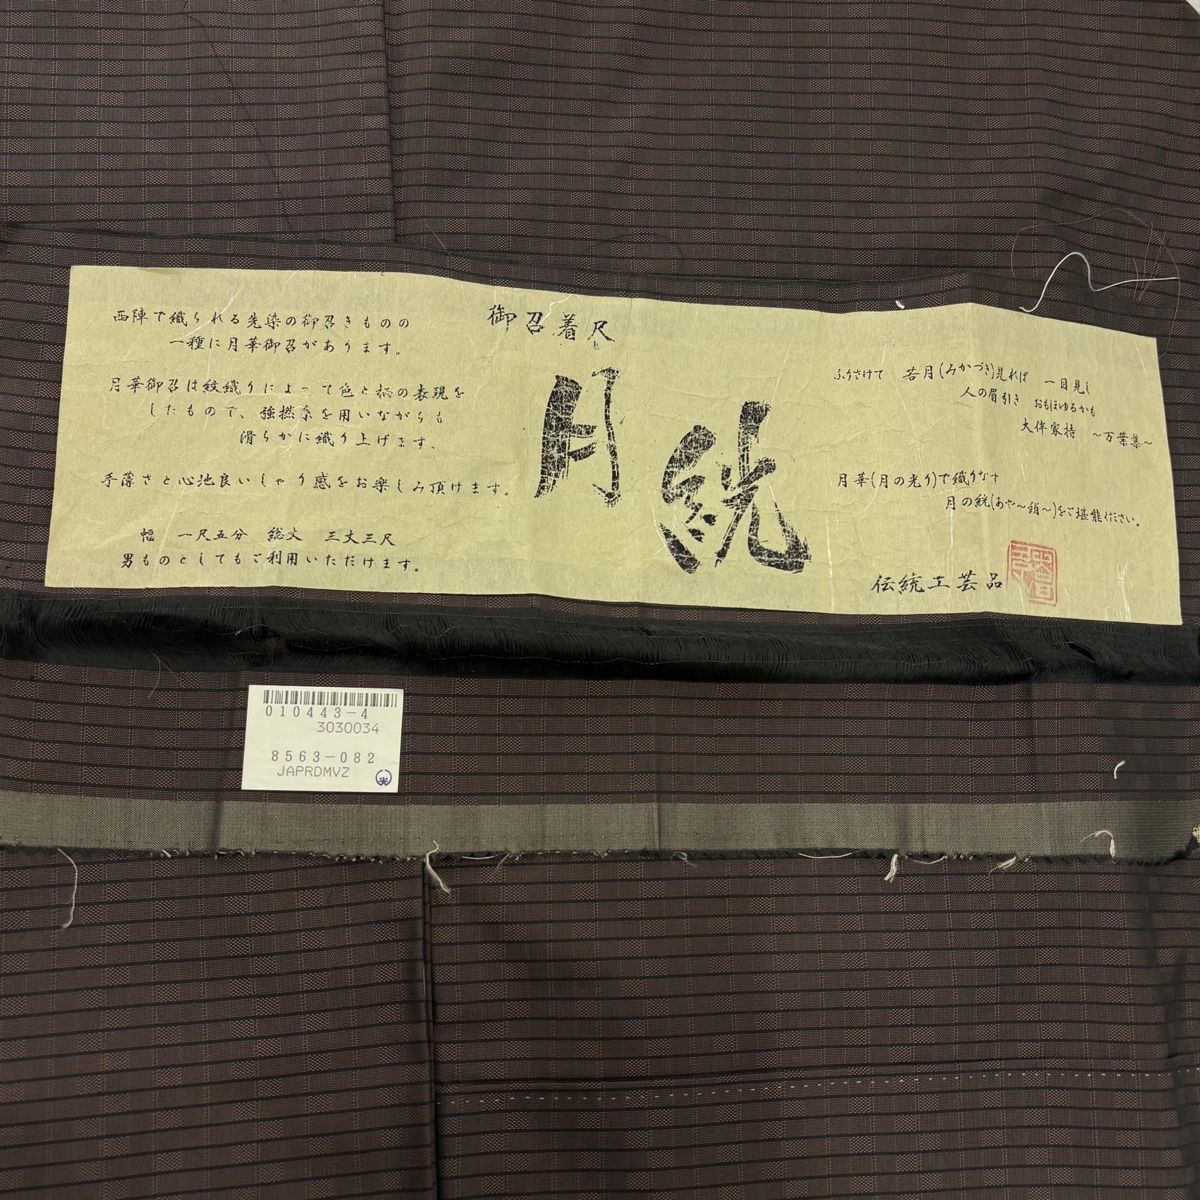 御召着尺
月
絖
西陣で織られる先染の御召きものの
一種に月華御召があります。
月華御召は紋織りによって色と柄の表現を
したもので、強撚糸を用いながらも
滑らかに織り上げます。
手薄さと心池良いしゃり感をお楽しみ頂けます。
幅 一尺五分 総丈 三丈三尺
男ものとしてもご利用いただけます。
ふりさけて 若月(みかづき)見れば 一目見し
人の眉引き おもほゆるかも
大伴家持 ～万葉集～
月華(月の光り)で織りなす
月の絖(あや～絹～)をご堪能ください。
伝統工芸品
010443-4
3030034
8563-082
JAPRDMVZ